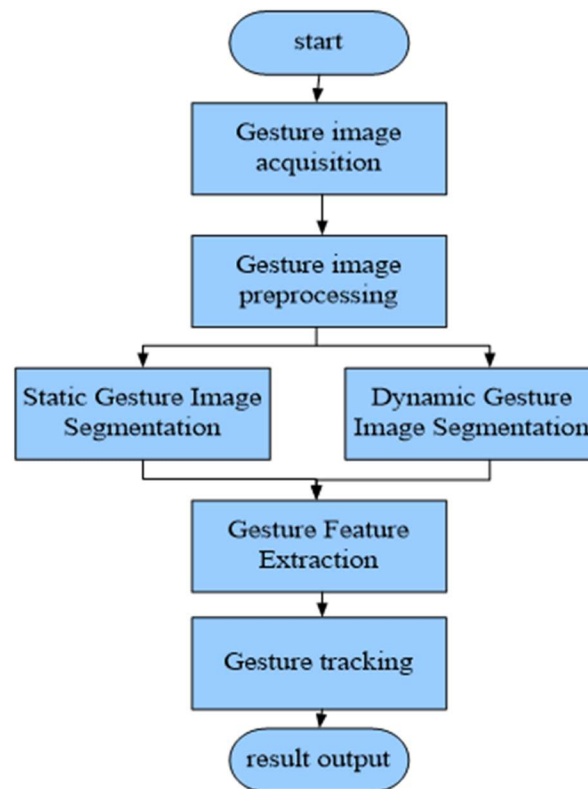 start
Gesture image
acquisition
Gesture image
preprocessing
Static Gesture Image
Segmentation
Dynamic Gesture
Image Segmentation
Gesture Feature
Extraction
Gesture tracking
result output